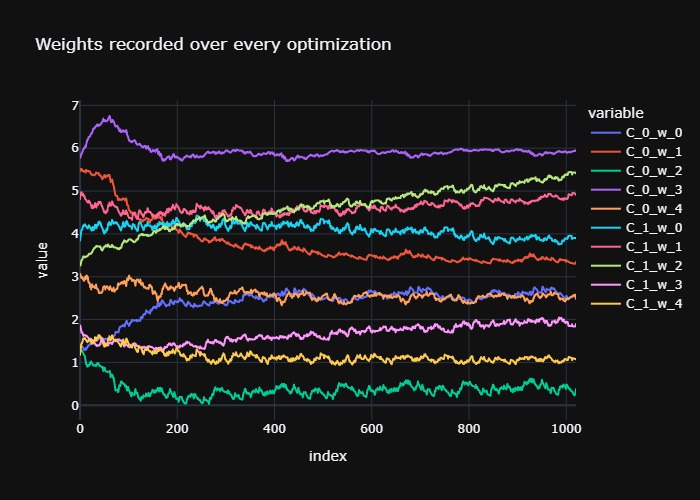 Weights recorded over every optimization
variable
C_0_w_0
C_0_w_1
C_0_w_2
C_0_w_3
C_0_w_4
C_1_w_0
C_1_w_1
C_1_w_2
C_1_w_3
C_1_w_4
value
7
6
5
4
3
2
1
0
0 200 400 600 800 1000
index